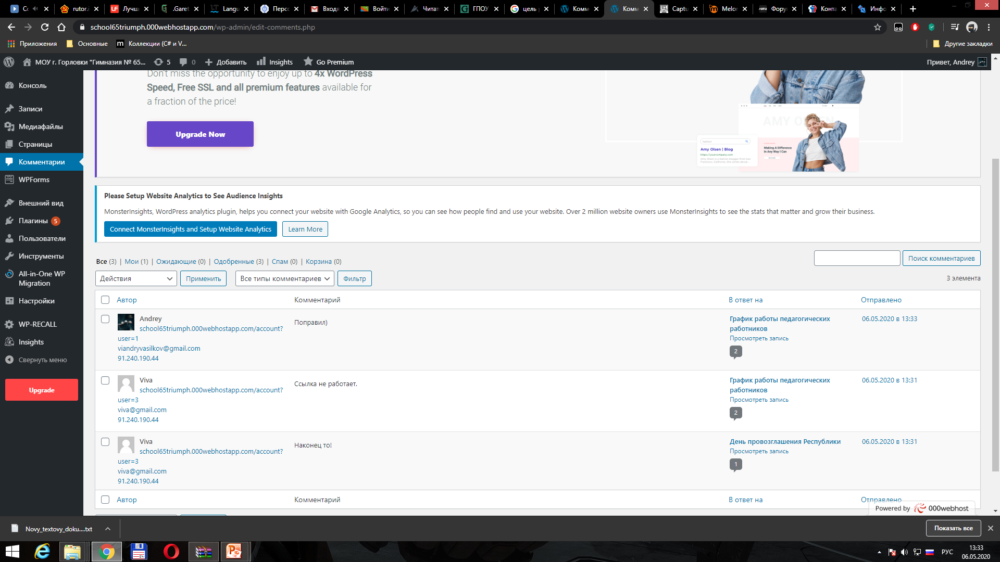 Сс
rutor.i
Лучш
.Garet
Langu
Персо
Входя
Войти
Читат
ГПОУ
цель р
Комм
Комм
Captu
Melor
Фору
Конта
Инфо
school65triumph.000webhostapp.com/wp-admin/edit-comments.php
Приложения
Основные
Коллекции (C# и V...
Другие закладки
МОУ г. Горловки "Гимназия № 65...
5
0
Добавить
Insights
Go Premium
Привет, Andrey
Консоль
Записи
Медиафайлы
Страницы
Комментарии
WPForms
Внешний вид
Плагины 5
Пользователи
Инструменты
All-in-One WP
Migration
Настройки
WP-RECALL
Insights
Свернуть меню
Upgrade
Don't miss the opportunity to enjoy up to 4x WordPress
Speed, Free SSL and all premium features available for
a fraction of the price!
Upgrade Now
AMY OLSEN
Making A Difference
In Any Way I Can
Amy Olsen | Blog
https://yourcompany.com
Please Setup Website Analytics to See Audience Insights
MonsterInsights, WordPress analytics plugin, helps you connect your website with Google Analytics, so you can see how people find and use your website. Over 2 million website owners use MonsterInsights to see the stats that matter and grow their business.
Connect MonsterInsights and Setup Website Analytics
Learn More
Все (3) | Мои (1) | Ожидающие (0) | Одобренные (3) | Спам (0) | Корзина (0)
Поиск комментариев
Действия
Применить
Все типы комментариев
Фильтр
3 элемента
Автор
Комментарий
В ответ на
Отправлено
Andrey
school65triumph.000webhostapp.com/account?
user=1
viandryvasilkov@gmail.com
91.240.190.44
Поправил)
График работы педагогических
работников
Просмотреть запись
2
06.05.2020 в 13:33
Viva
school65triumph.000webhostapp.com/account?
user=3
viva@gmail.com
91.240.190.44
Ссылка не работает.
График работы педагогических
работников
Просмотреть запись
2
06.05.2020 в 13:31
Viva
school65triumph.000webhostapp.com/account?
user=3
viva@gmail.com
91.240.190.44
Наконец то!
День провозглашения Республики
Просмотреть запись
1
06.05.2020 в 13:31
Автор
Комментарий
В ответ на
Отправлено
Powered by 000webhost
Novy_textovy_doku....txt
Показать все
РУС
13:33
06.05.2020